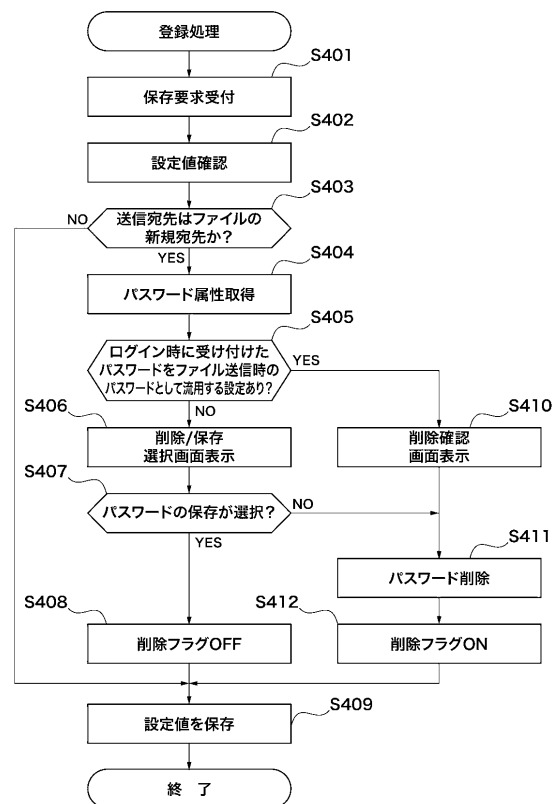 登録処理
S401
保存要求受付
S402
設定値確認
S403
NO
送信宛先はファイルの
新規宛先か?
YES
S404
パスワード属性取得
S405
ログイン時に受け付けた
パスワードをファイル送信時の
パスワードとして流用する設定あり?
YES
NO
S406
削除/保存
選択画面表示
S410
削除確認
画面表示
S407
パスワードの保存が選択?
NO
YES
S411
パスワード削除
S408
削除フラグOFF
S412
削除フラグON
S409
設定値を保存
終 了